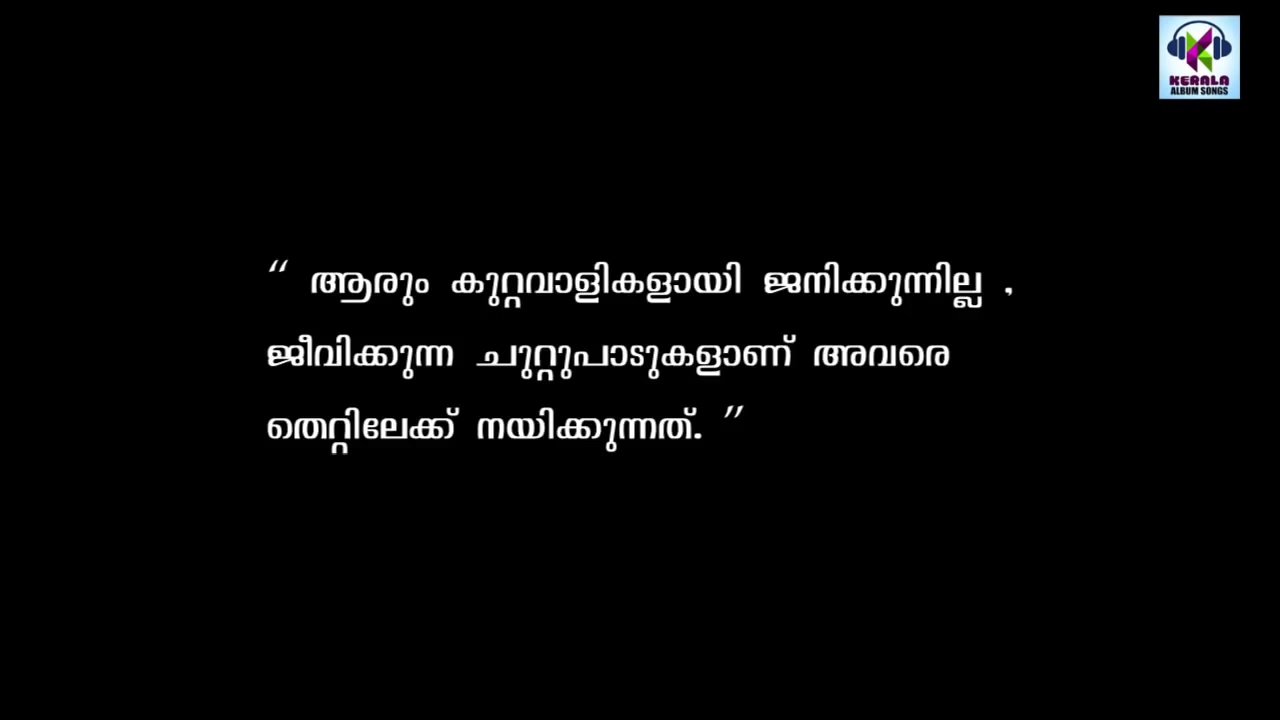 KERALA
ALBUM SONGS
“ ആരും കുറ്റവാളികളായി ജനിക്കുന്നില്ല ,
ജീവിക്കുന്ന ചുറ്റുപാടുകളാണ് അവരെ
തെറ്റിലേക്ക് നയിക്കുന്നത്. ”